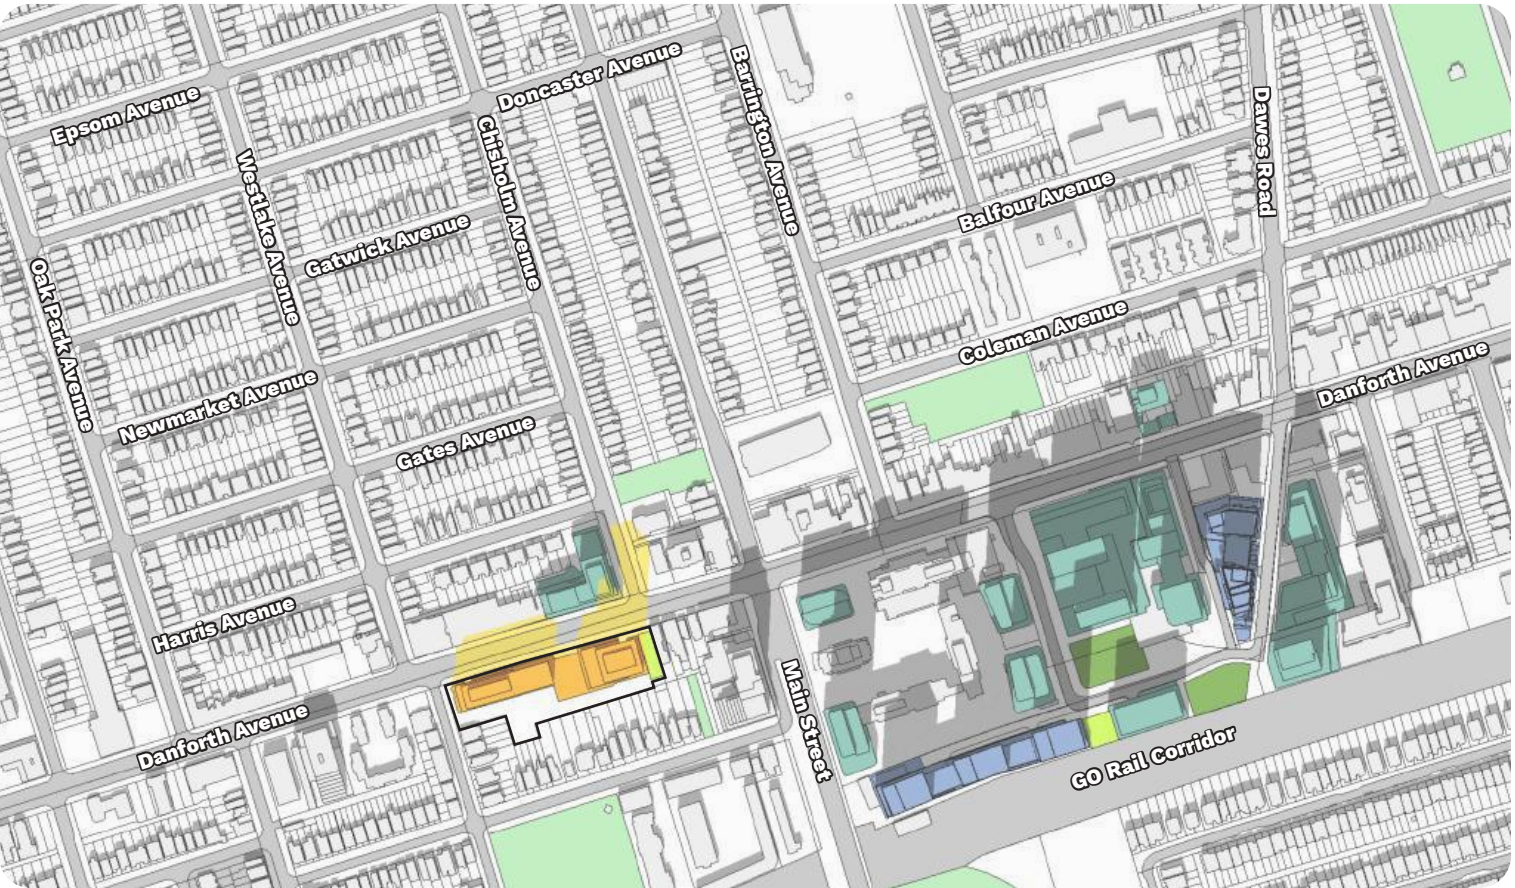 Epsom Avenue
Doncaster Avenue
Barrington Avenue
Dawes Road
Chisholm Avenue
Westlake Avenue
Balfour Avenue
Gatwick Avenue
Oak Park Avenue
Coleman Avenue
Danforth Avenue
Newmarket Avenue
Gates Avenue
Harris Avenue
Main Street
Danforth Avenue
GO Rail Corridor